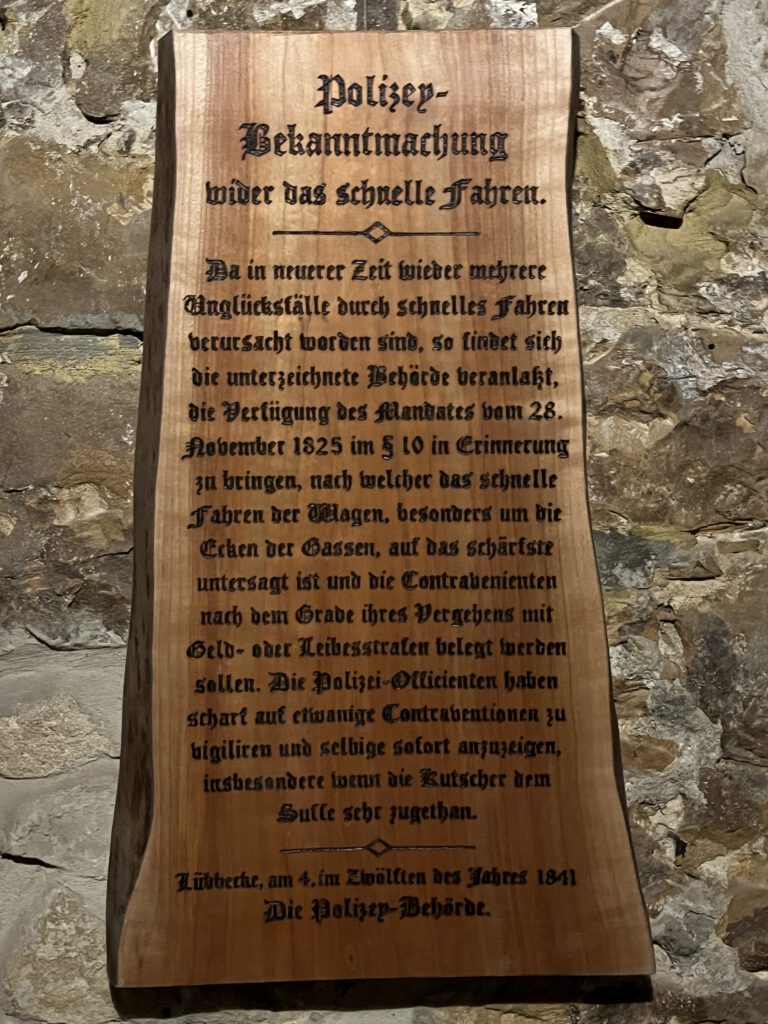 Polizey-
Bekanntmachung
wider das schnelle Fahren.
Da in neuerer Zeit wieder mehrere
Unglücksfälle durch schnelles Fahren
verursacht worden sind, so findet sich
die unterzeichnete Behörde veranlaßt,
die Verfügung des Mandates vom 28.
November 1825 im § 10 in Erinnerung
zu bringen, nach welcher das schnelle
Fahren der Wagen, besonders um die
Ecken der Gassen, auf das schärfste
untersagt ist und die Contravenienten
nach dem Grade ihres Vergehens mit
Geld- oder Leibesstrafen belegt werden
sollen. Die Polizei-Officienten haben
scharf auf etwanige Contraventionen zu
vigiliren und selbige sofort anzuzeigen,
insbesondere wenn die Kutscher dem
Suffe sehr zugethan.
Lübbecke, am 4. im Zwölften des Jahres 1841
Die Polizey-Behörde.